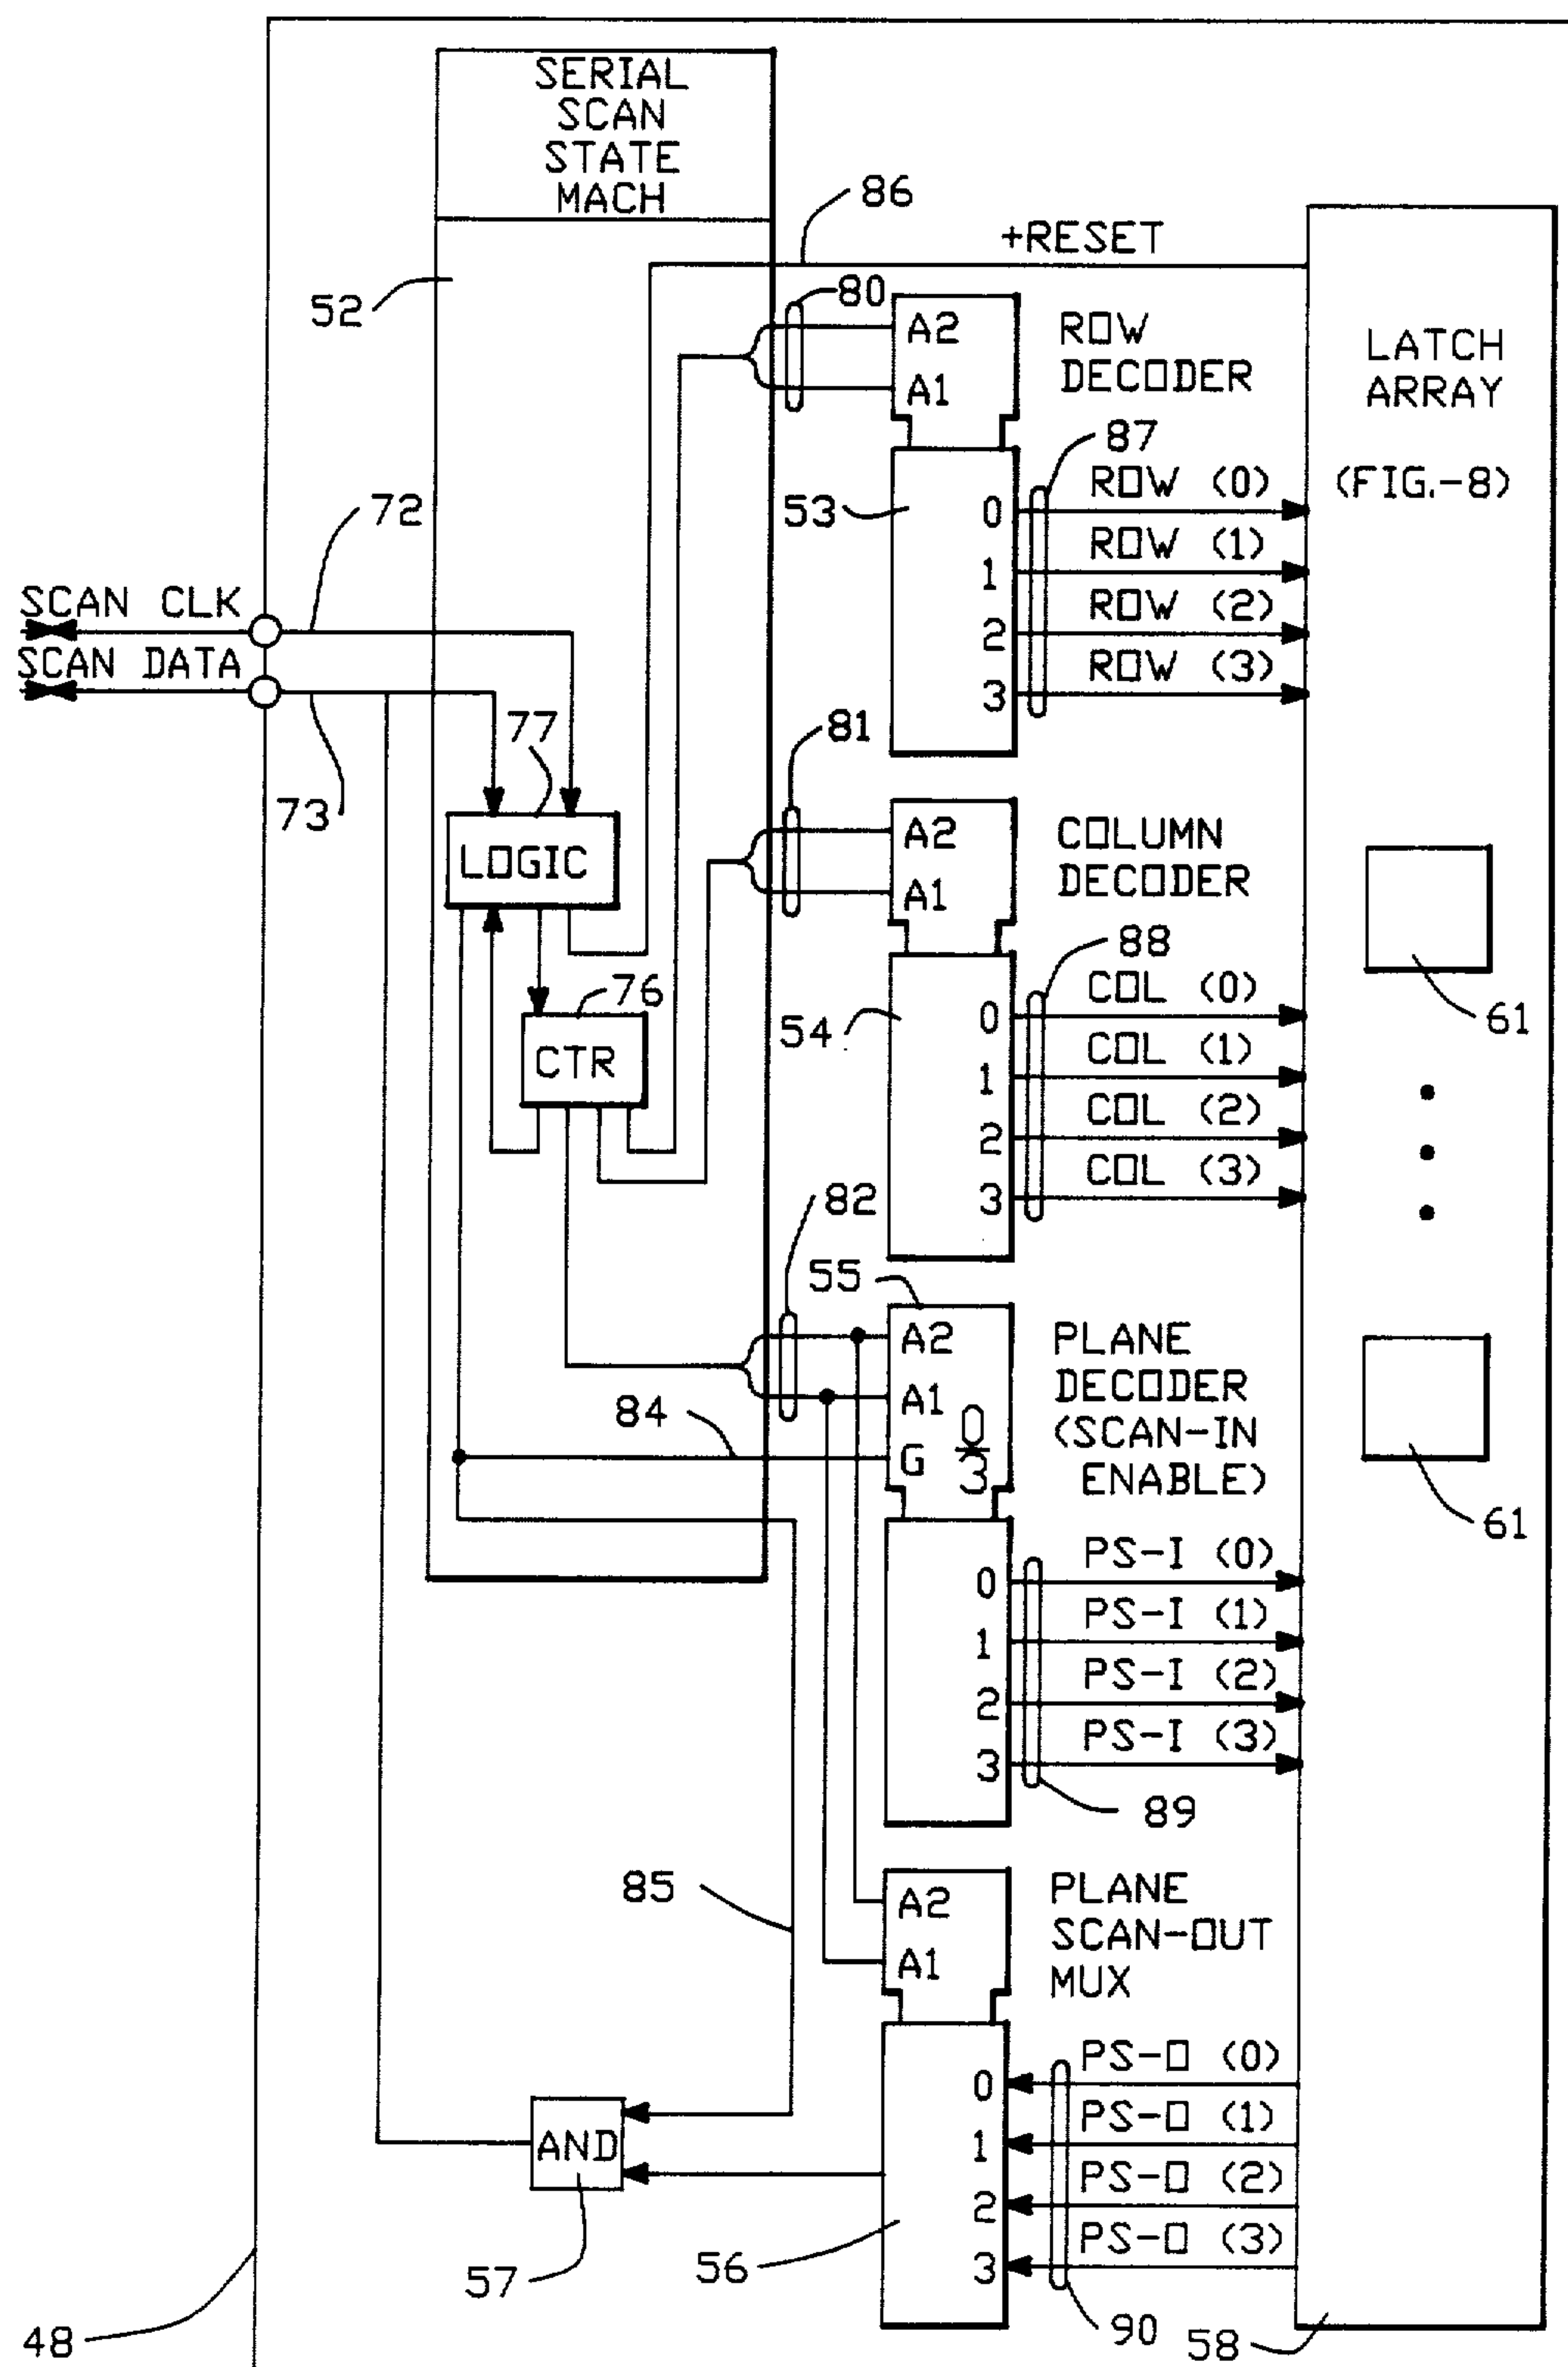 SERIAL
SCAN
STATE
MACH
86
+RESET
80
52
A2
A1
ROW
DECODER
LATCH
ARRAY
(FIG.-8)
87
53
0
1
2
3
ROW (0)
ROW (1)
ROW (2)
ROW (3)
72
SCAN CLK
SCAN DATA
73
77
LOGIC
81
A2
A1
COLUMN
DECODER
88
76
CTR
54
0
1
2
3
COL (0)
COL (1)
COL (2)
COL (3)
61
82
55
A2
A1
G
0/3
84
PLANE
DECODER
(SCAN-IN
ENABLE)
61
0
1
2
3
PS-I (0)
PS-I (1)
PS-I (2)
PS-I (3)
89
85
A2
A1
PLANE
SCAN-OUT
MUX
0
1
2
3
PS-O (0)
PS-O (1)
PS-O (2)
PS-O (3)
AND
57
56
48
90
58